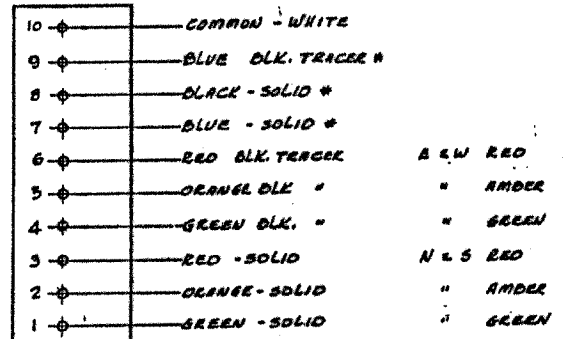 10 COMMON - WHITE
9 BLUE BLK. TRACER *
8 BLACK - SOLID *
7 BLUE - SOLID *
6 RED BLK. TRACER E & W RED
5 ORANGE BLK " " AMBER
4 GREEN BLK. " " GREEN
3 RED - SOLID N & S RED
2 ORANGE - SOLID " AMBER
1 GREEN - SOLID " GREEN